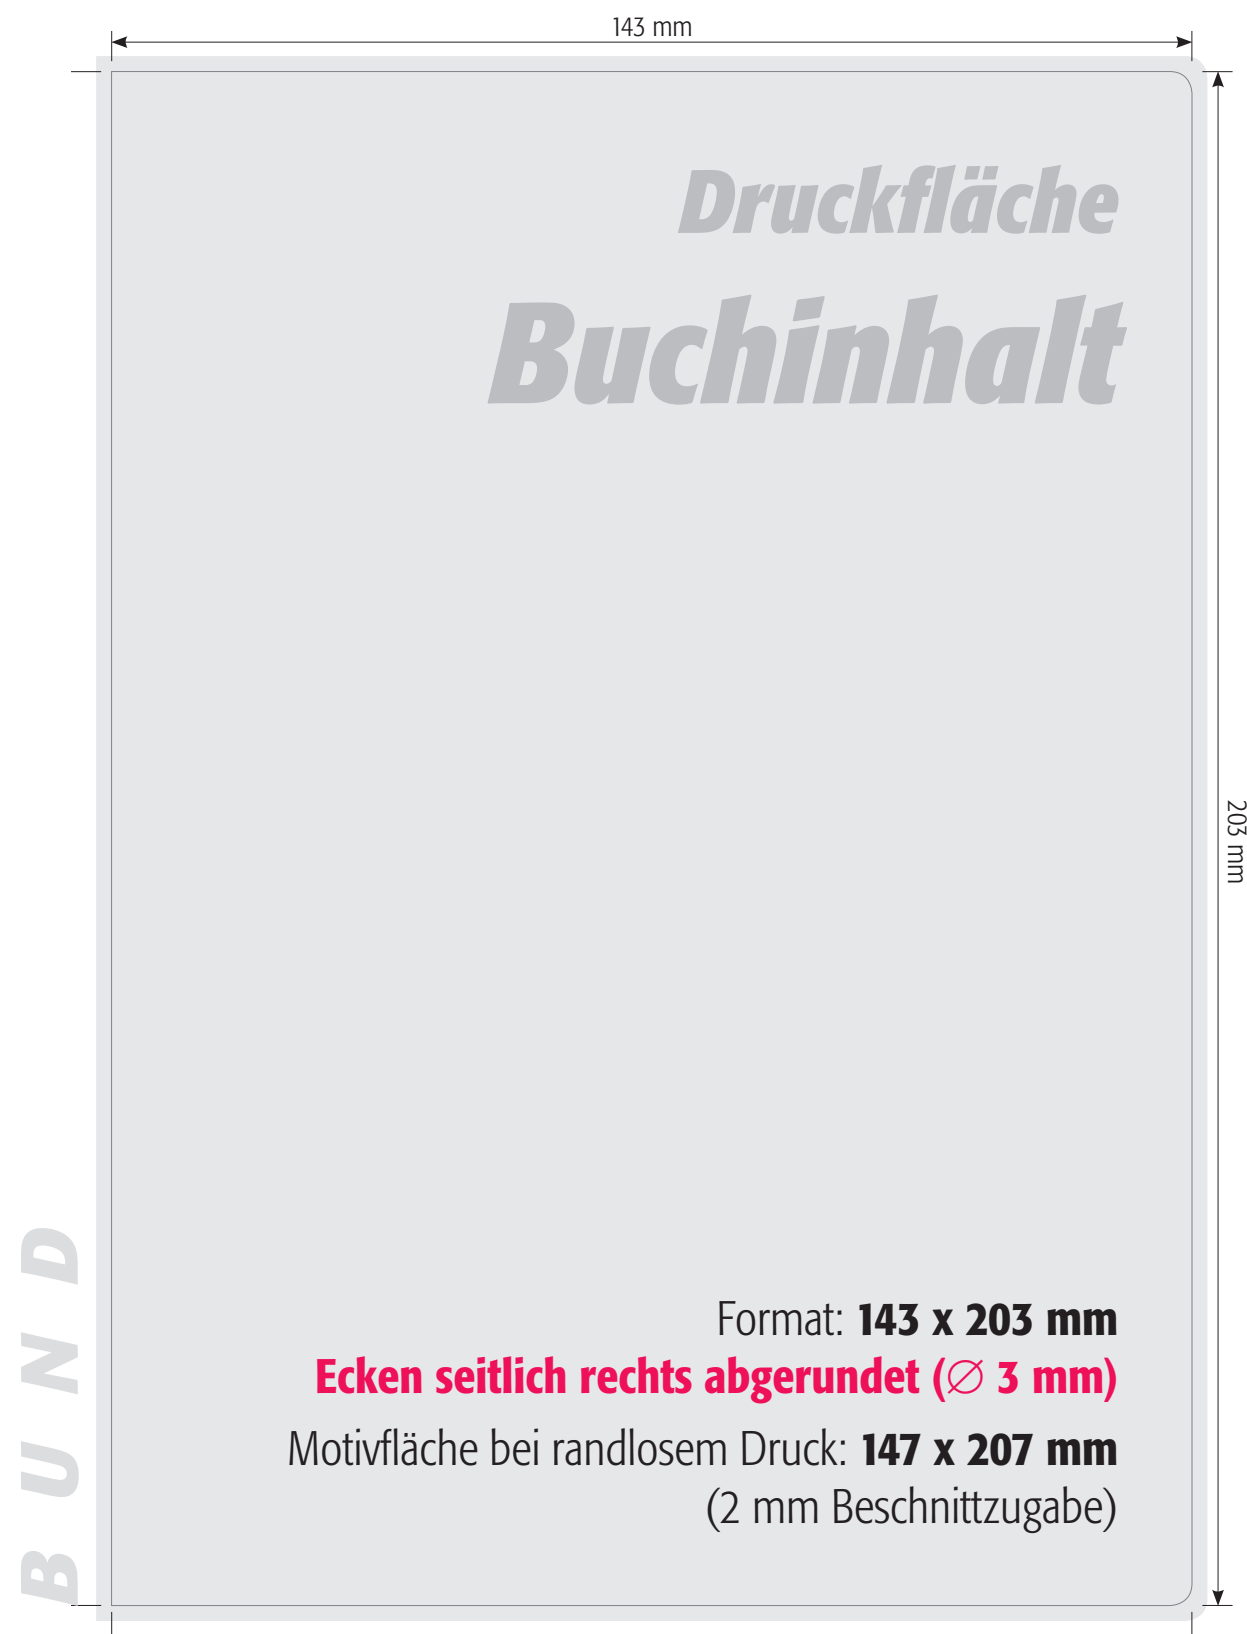 143 mm
Druckfläche
Buchinhalt
203 mm
BUND
Format: 143 x 203 mm
Ecken seitlich rechts abgerundet (∅ 3 mm)
Motivfläche bei randlosem Druck: 147 x 207 mm
(2 mm Beschnittzugabe)